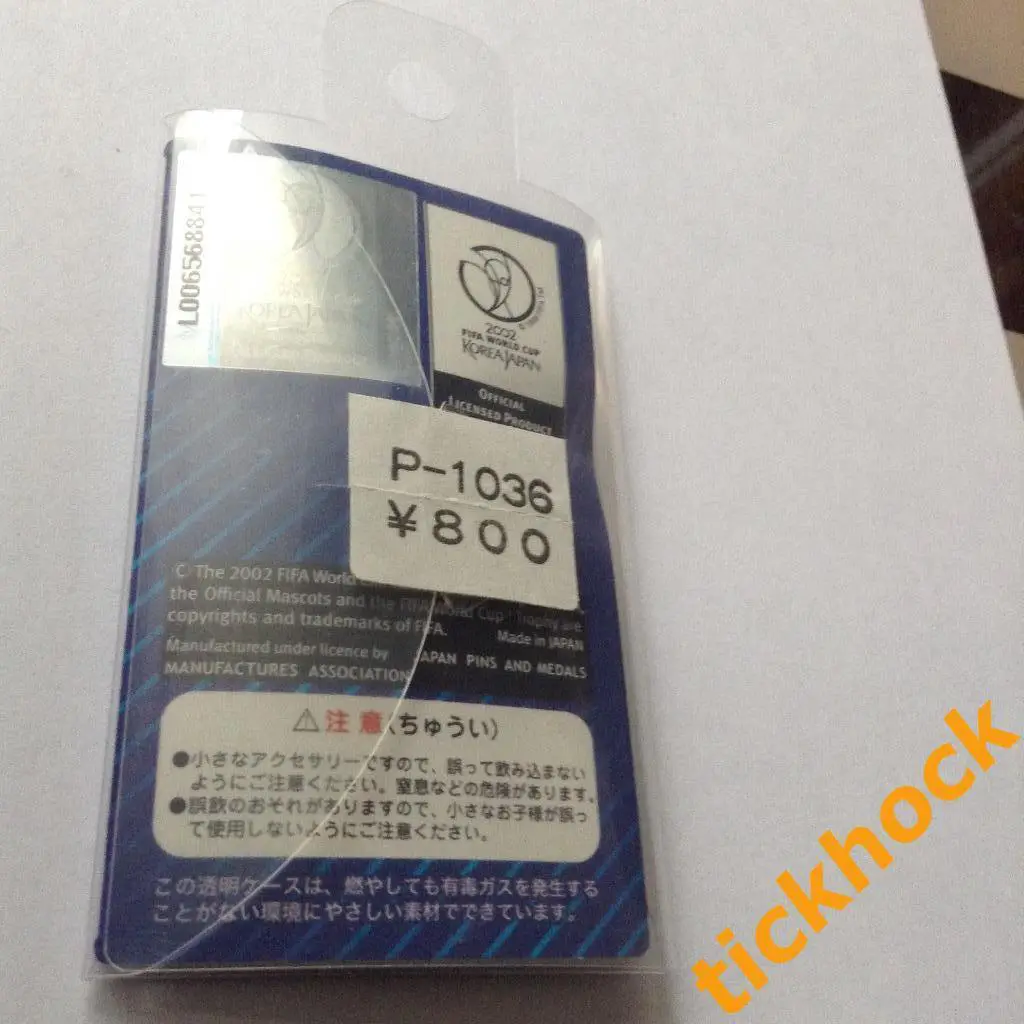 L006568841
KOREA JAPAN
2002
FIFA WORLD CUP
KOREA JAPAN
OFFICIAL
LICENSED PRODUCT
P-1036
¥800
C The 2002 FIFA World
the Official Mascots and the FIFA World Cup Trophy are
copyrights and trademarks of FIFA.
Made in JAPAN
Manufactured under licence by JAPAN PINS AND MEDALS
MANUFACTURES ASSOCIATION
⚠注意(ちゅうい)
●小さなアクセサリーですので、誤って飲み込まない
ようにご注意ください。窒息などの危険があります。
●誤飲のおそれがありますので、小さなお子様が誤っ
て使用しないようにご注意ください。
この透明ケースは、燃やしても有毒ガスを発生する
ことがない環境にやさしい素材でできています。
tickhock